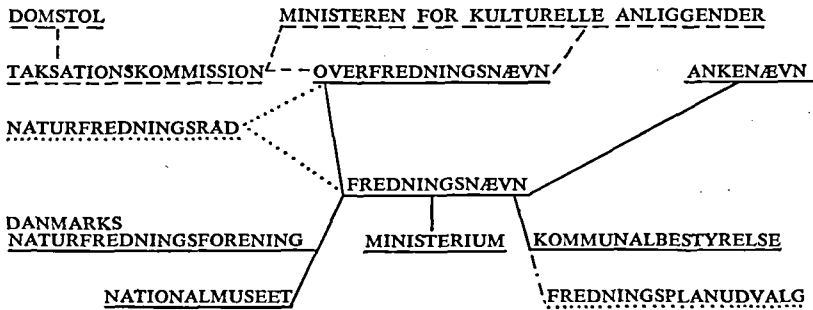 DOMSTOL MINISTEREN FOR KULTURELLE ANLIGGENDER
TAKSATIONSKOMMISSION OVERFREDNINGSNÆVN ANKENÆVN
NATURFREDNINGSRÅD
FREDNINGSNÆVN
DANMARKS
NATURFREDNINGSFORENING MINISTERIUM KOMMUNALBESTYRELSE
NATIONALMUSEET FREDNINGSPLANUDVALG